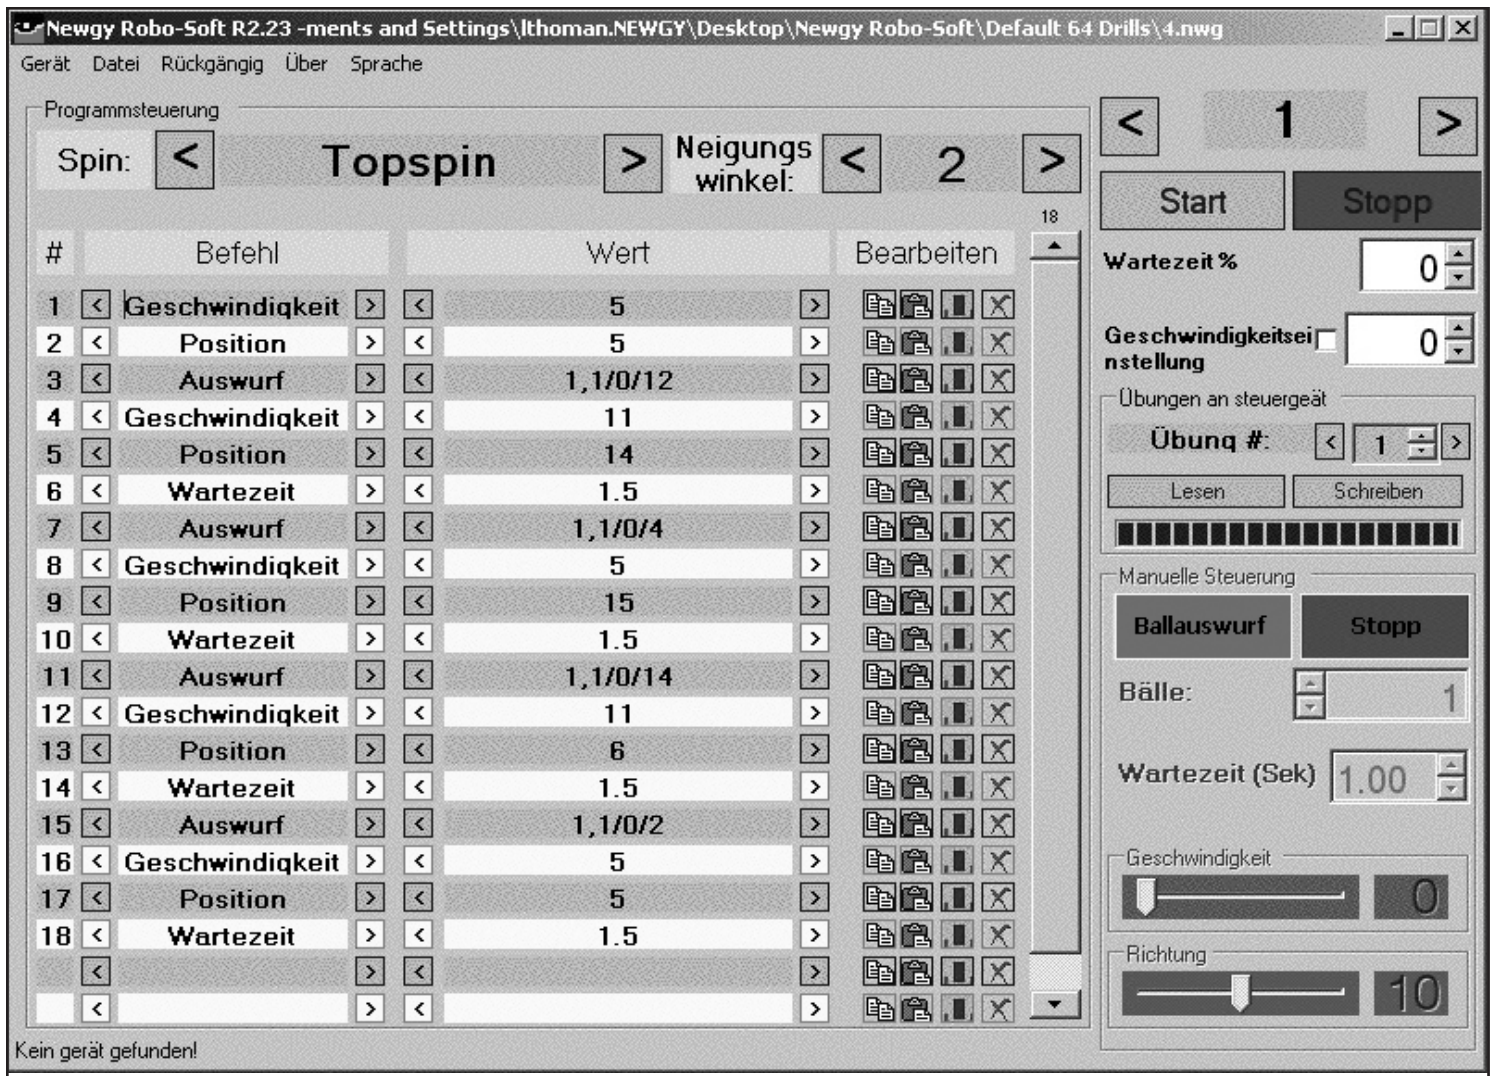 Newgy Robo-Soft R2.23 -ments and Settings\lthoman.NEWGY\Desktop\Newgy Robo-Soft\Default 64 Drills\4.nwg
Gerät Datei Rückgängig Über Sprache
Programmsteuerung
Spin: < Topspin > Neigungs winkel: < 2 >
18
# Befehl Wert Bearbeiten
1 < Geschwindigkeit > < 5 >
2 < Position > < 5 >
3 < Auswurf > < 1,1/0/12 >
4 < Geschwindigkeit > < 11 >
5 < Position > < 14 >
6 < Wartezeit > < 1.5 >
7 < Auswurf > < 1,1/0/4 >
8 < Geschwindigkeit > < 5 >
9 < Position > < 15 >
10 < Wartezeit > < 1.5 >
11 < Auswurf > < 1,1/0/14 >
12 < Geschwindigkeit > < 11 >
13 < Position > < 6 >
14 < Wartezeit > < 1.5 >
15 < Auswurf > < 1,1/0/2 >
16 < Geschwindigkeit > < 5 >
17 < Position > < 5 >
18 < Wartezeit > < 1.5 >
< > < >
< > < >
< 1 >
Start Stopp
Wartezeit % 0
Geschwindigkeitsei 0
nstellung
Übungen an steuergeät
Übung #: < 1 >
Lesen Schreiben
Manuelle Steuerung
Ballauswurf Stopp
Bälle: 1
Wartezeit (Sek) 1.00
Geschwindigkeit
0
Richtung
10
Kein gerät gefunden!